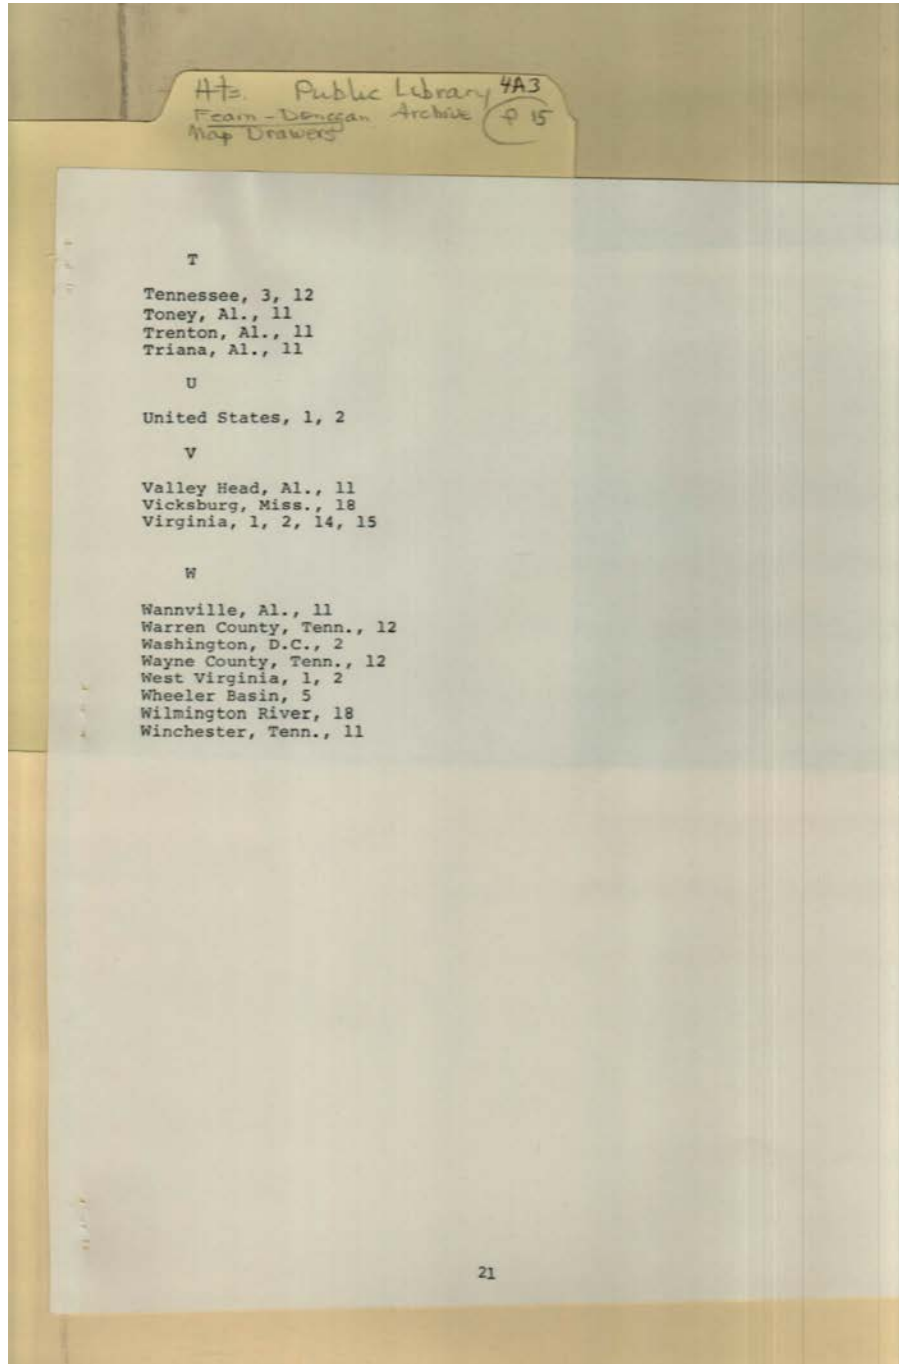 Hts. Public Library 4A3
Fearn-Donegan Archive P 15
Map Drawers
T
Tennessee, 3, 12
Toney, Al., 11
Trenton, Al., 11
Triana, Al., 11
U
United States, 1, 2
V
Valley Head, Al., 11
Vicksburg, Miss., 18
Virginia, 1, 2, 14, 15
W
Wannville, Al., 11
Warren County, Tenn., 12
Washington, D.C., 2
Wayne County, Tenn., 12
West Virginia, 1, 2
Wheeler Basin, 5
Wilmington River, 18
Winchester, Tenn., 11
21